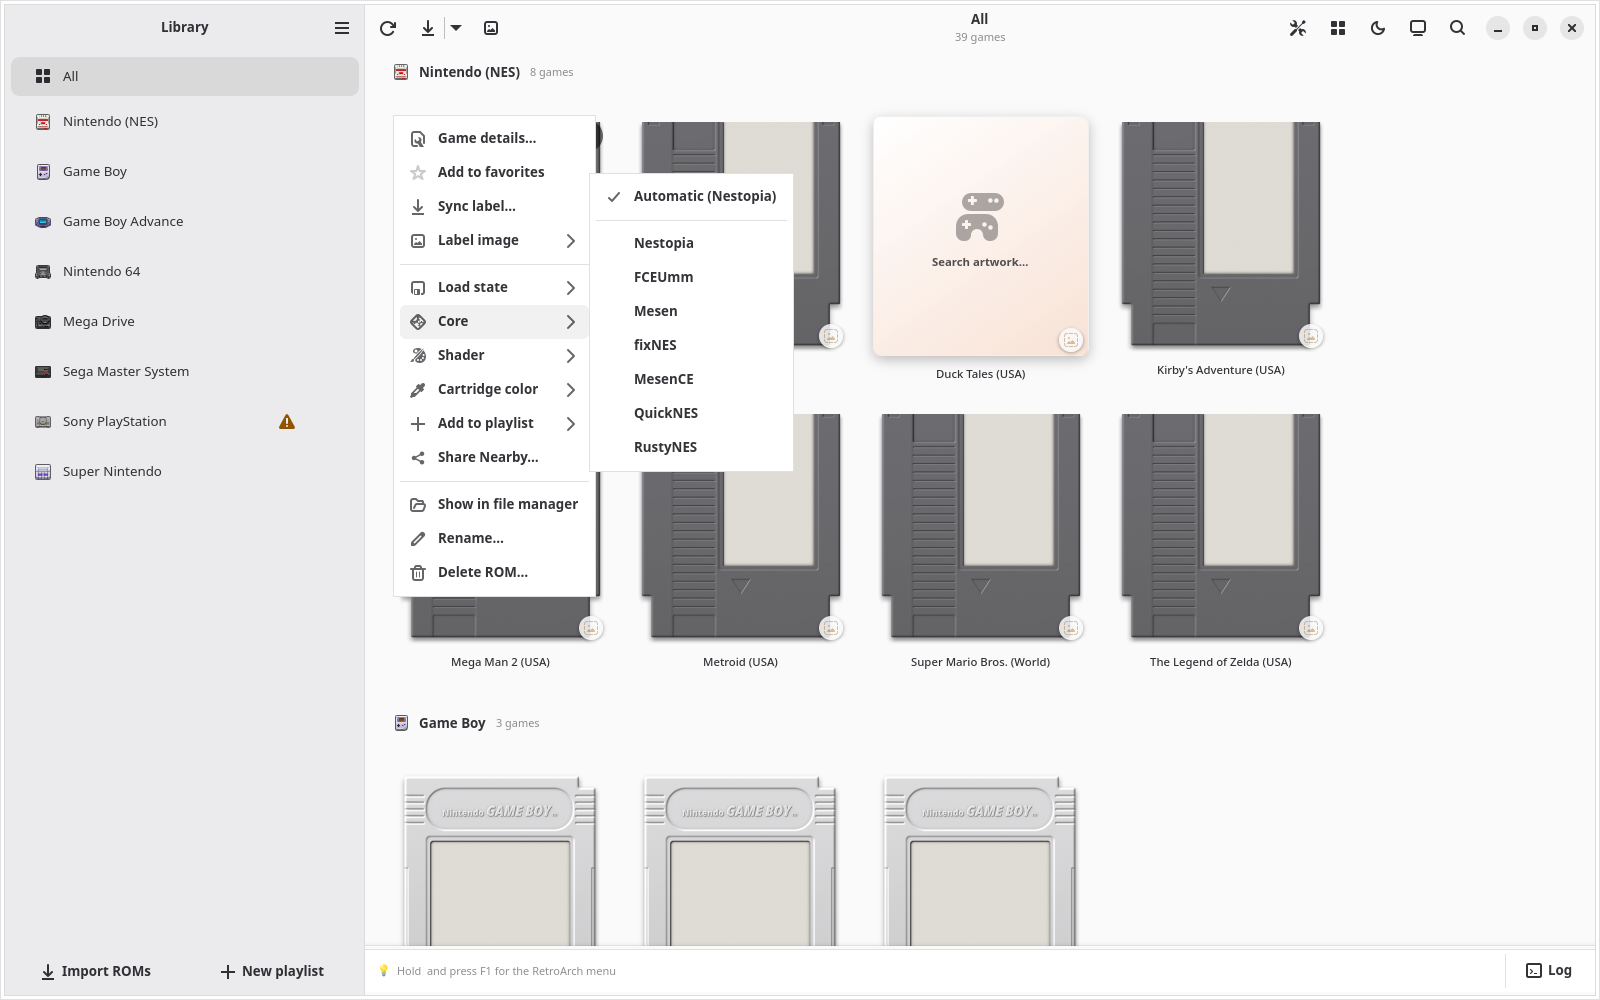 Library
All
39 games
All
Nintendo (NES)
Game Boy
Game Boy Advance
Nintendo 64
Mega Drive
Sega Master System
Sony PlayStation
Super Nintendo
Import ROMs
New playlist
Nintendo (NES) 8 games
Game details...
Add to favorites
Sync label...
Label image
Load state
Core
Shader
Cartridge color
Add to playlist
Share Nearby...
Show in file manager
Rename...
Delete ROM...
Automatic (Nestopia)
Nestopia
FCEUmm
Mesen
fixNES
MesenCE
QuickNES
RustyNES
Search artwork...
Duck Tales (USA)
Kirby's Adventure (USA)
Mega Man 2 (USA)
Metroid (USA)
Super Mario Bros. (World)
The Legend of Zelda (USA)
Game Boy 3 games
Nintendo GAME BOY
Nintendo GAME BOY
Nintendo GAME BOY
Hold and press F1 for the RetroArch menu
Log